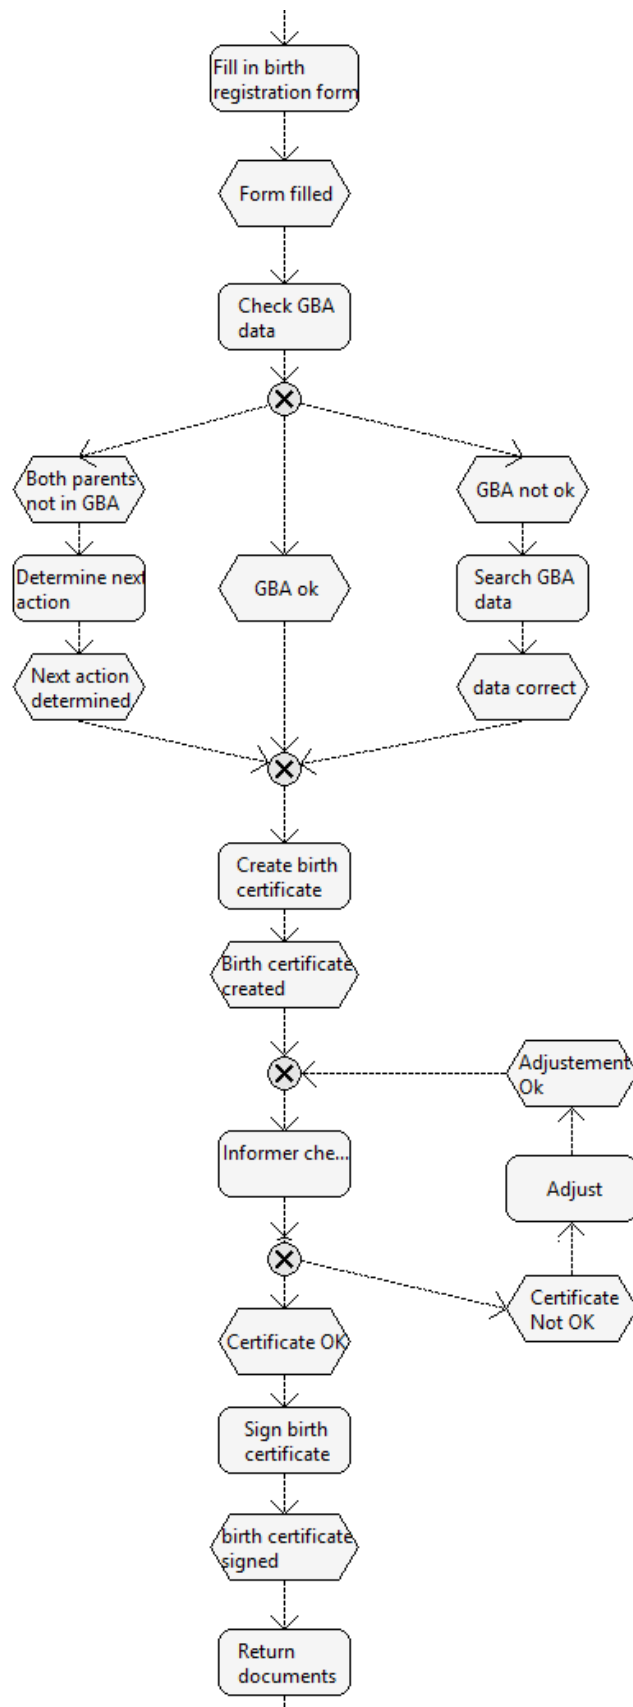 Fill in birth
registration form
Form filled
Check GBA
data
Both parents
not in GBA
GBA not ok
Determine next
action
GBA ok
Search GBA
data
Next action
determined
data correct
Create birth
certificate
Birth certificate
created
Adjustement
Ok
Informer che...
Adjust
Certificate
Not OK
Certificate OK
Sign birth
certificate
birth certificate
signed
Return
documents